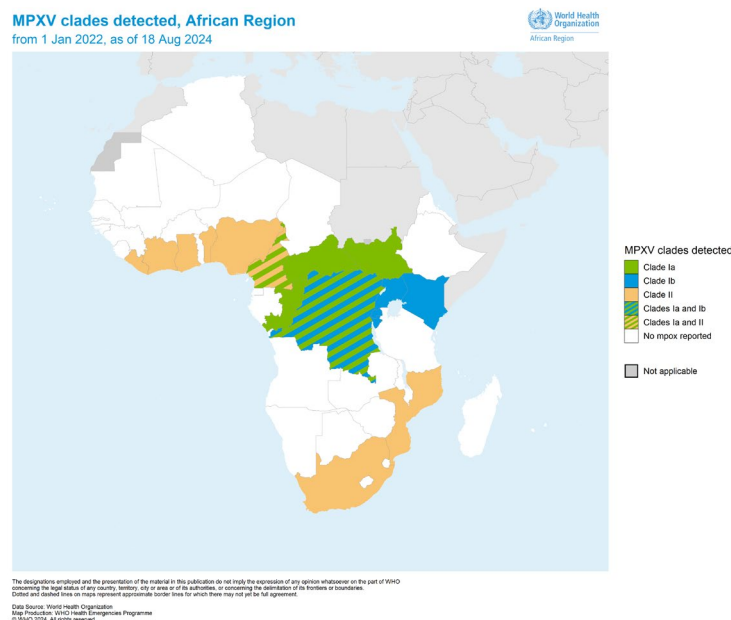 MPXV clades detected, African Region
from 1 Jan 2022, as of 18 Aug 2024
World Health
Organization
African Region
MPXV clades detected
Clade Ia
Clade Ib
Clade II
Clades Ia and Ib
Clades Ia and II
No mpox reported
Not applicable
The designations employed and the presentation of the material in this publication do not imply the expression of any opinion whatsoever on the part of WHO
concerning the legal status of any country, territory, city or area or of its authorities, or concerning the delimitation of its frontiers or boundaries.
Dotted and dashed lines on maps represent approximate border lines for which there may not yet be full agreement.
Data Source: World Health Organization
Map Production: WHO Health Emergencies Programme
© WHO 2024. All rights reserved.